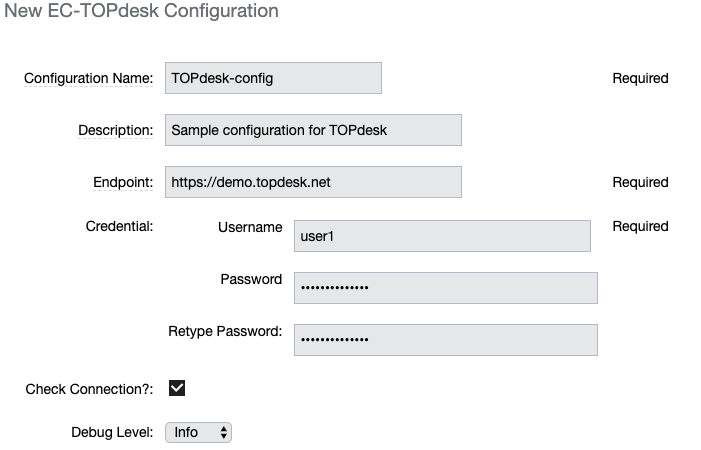 New EC-TOPdesk Configuration
Configuration Name: TOPdesk-config Required
Description: Sample configuration for TOPdesk
Endpoint: https://demo.topdesk.net Required
Credential: Username user1 Required
Password ••••••••••••••
Retype Password: ••••••••••••••
Check Connection?:
Debug Level: Info